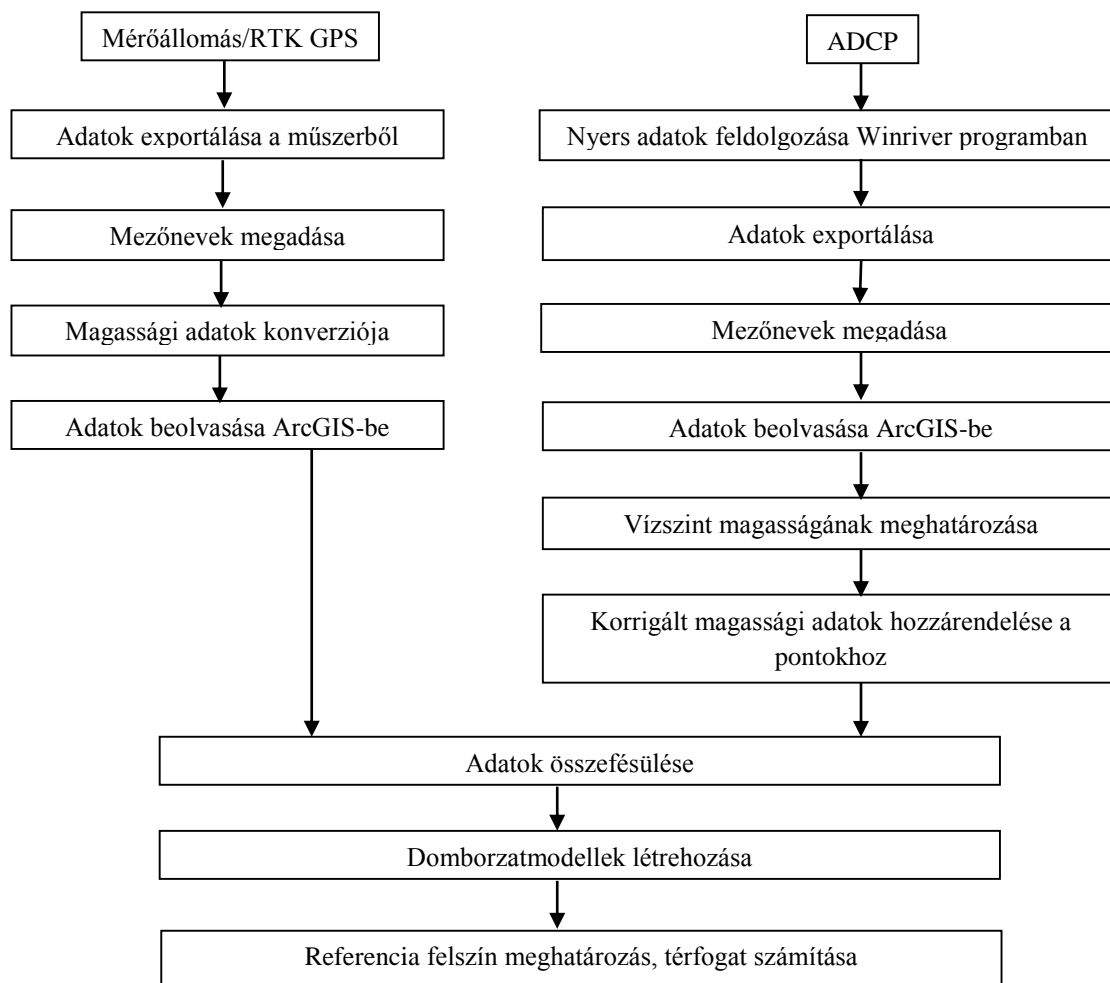 Mérőállomás/RTK GPS
Adatok exportálása a műszerből
Mezőnevek megadása
Magassági adatok konverziója
Adatok beolvasása ArcGIS-be
ADCP
Nyers adatok feldolgozása Winriver programban
Adatok exportálása
Mezőnevek megadása
Adatok beolvasása ArcGIS-be
Vízszint magasságának meghatározása
Korrigált magassági adatok hozzárendelése a
pontokhoz
Adatok összefésülése
Domborzatmodellek létrehozása
Referencia felszín meghatározás, térfogat számítása